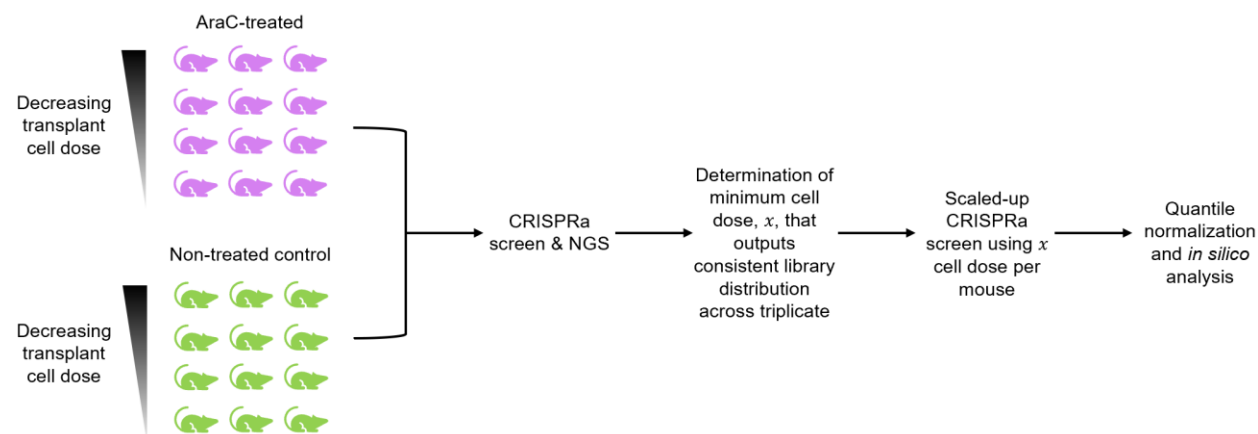 AraC-treated
Decreasing
transplant
cell dose
Non-treated control
Decreasing
transplant
cell dose
CRISPRa
screen & NGS
Determination of
minimum cell
dose, 𝑥, that
outputs
consistent library
distribution
across triplicate
Scaled-up
CRISPRa
screen using 𝑥
cell dose per
mouse
Quantile
normalization
and in silico
analysis